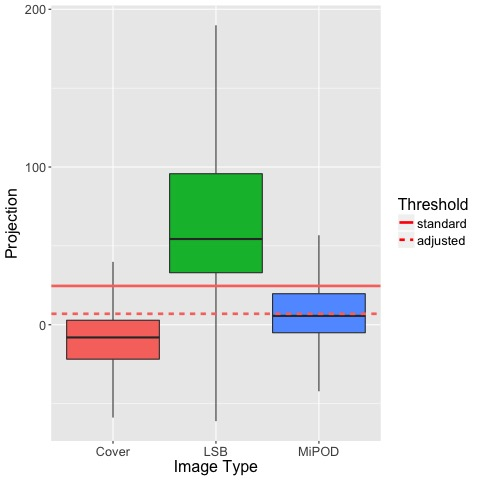 200
100
0
Projection
Cover LSB MiPOD
Image Type
Threshold
standard
adjusted